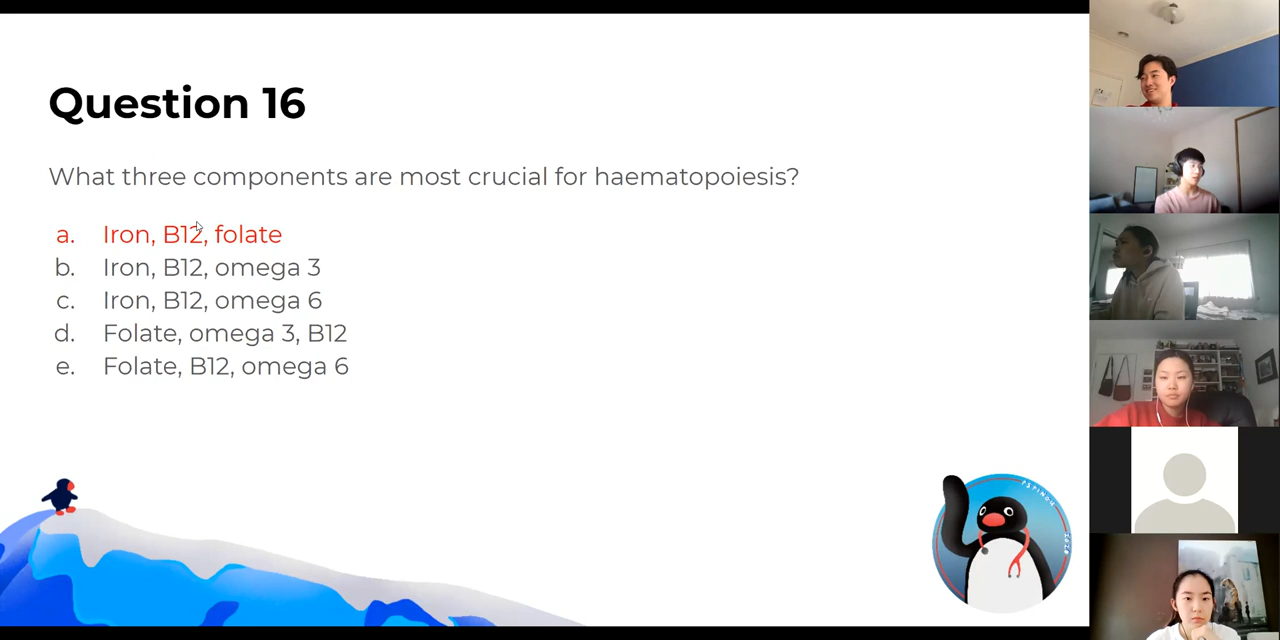 Question 16
What three components are most crucial for haematopoiesis?
a. Iron, B12, folate
b. Iron, B12, omega 3
c. Iron, B12, omega 6
d. Folate, omega 3, B12
e. Folate, B12, omega 6
2020